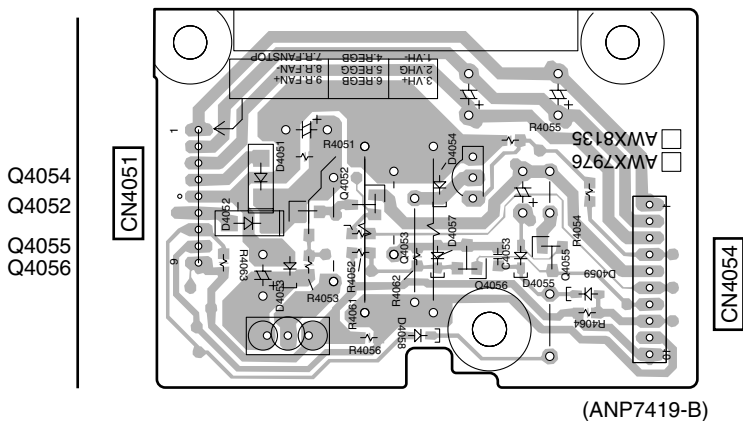 1.VH- 4.REGB 7.R.FANSTOP
2.VHG 5.REGG 8.R.FAN-
3.VH+ 6.REGB 9.R.FAN+
1
R4055
AWX8135
D4051
R4051
D4054
AWX7976
Q4054
Q4052
Q4052
D4052
CN4051
R4054
D4057
Q4053
Q4055
Q4056
9
R4063
D4053
R4053
R4052
R4062
C4053
Q4056
D4055
Q4055
D4059
CN4054
R4061
R4064
R4056
D4058
10
(ANP7419-B)